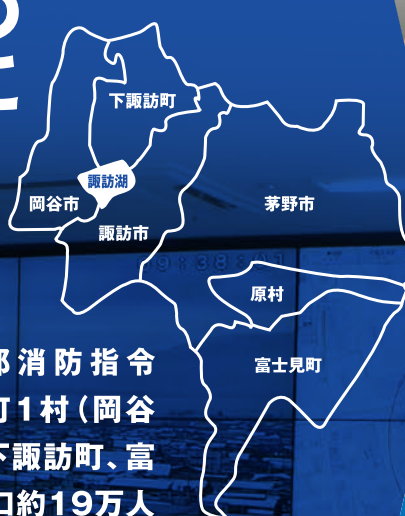 下諏訪町
諏訪湖
岡谷市
茅野市
諏訪市
原村
富士見町
消防指令
町1村（岡谷
下諏訪町、富
口約19万人